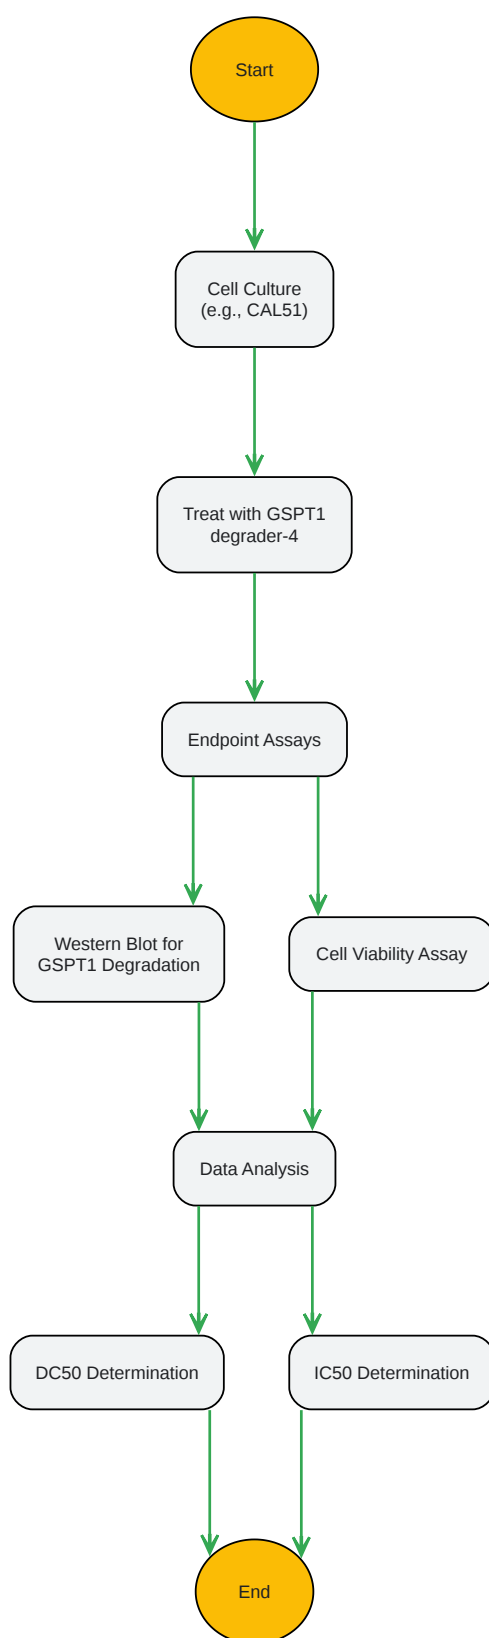 Start
Cell Culture
(e.g., CAL51)
Treat with GSPT1
degrader-4
Endpoint Assays
Western Blot for
GSPT1 Degradation
Cell Viability Assay
Data Analysis
DC50 Determination
IC50 Determination
End